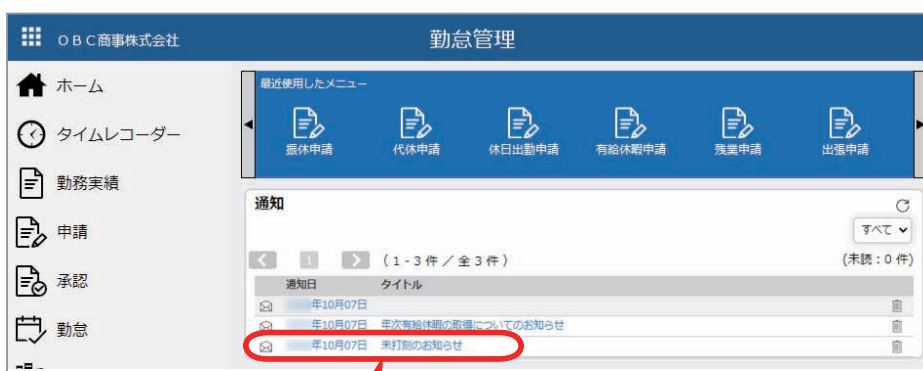 OBC商事株式会社
勤怠管理
ホーム
タイムレコーダー
勤務実績
申請
承認
勤怠
最近使用したメニュー
振休申請
代休申請
休日出勤申請
有給休暇申請
残業申請
出張申請
通知
すべて
1
(1-3件/全3件)
(未読:0件)
通知日 タイトル
年10月07日
年10月07日 年次有給休暇の取得についてのお知らせ
年10月07日 未打刻のお知らせ